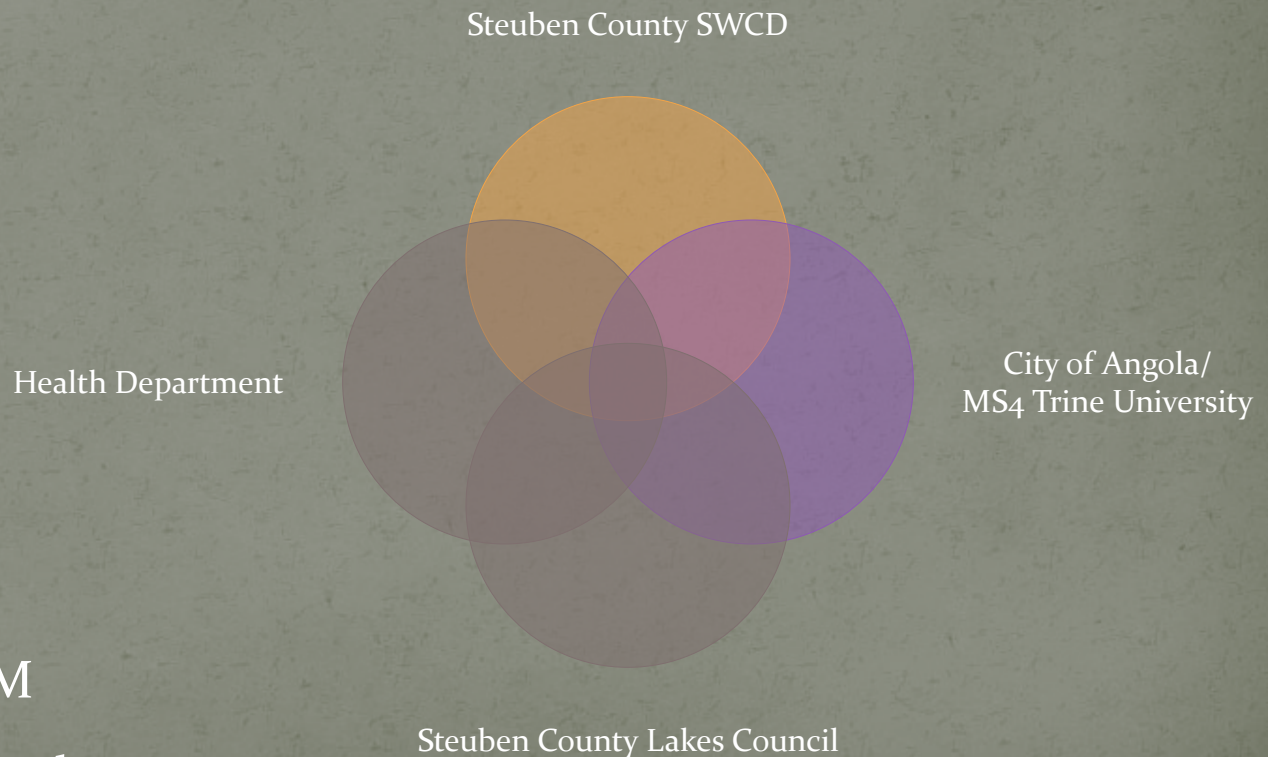 Steuben County SWCD
Health Department
City of Angola/
MS4 Trine University
M
Steuben County Lakes Council